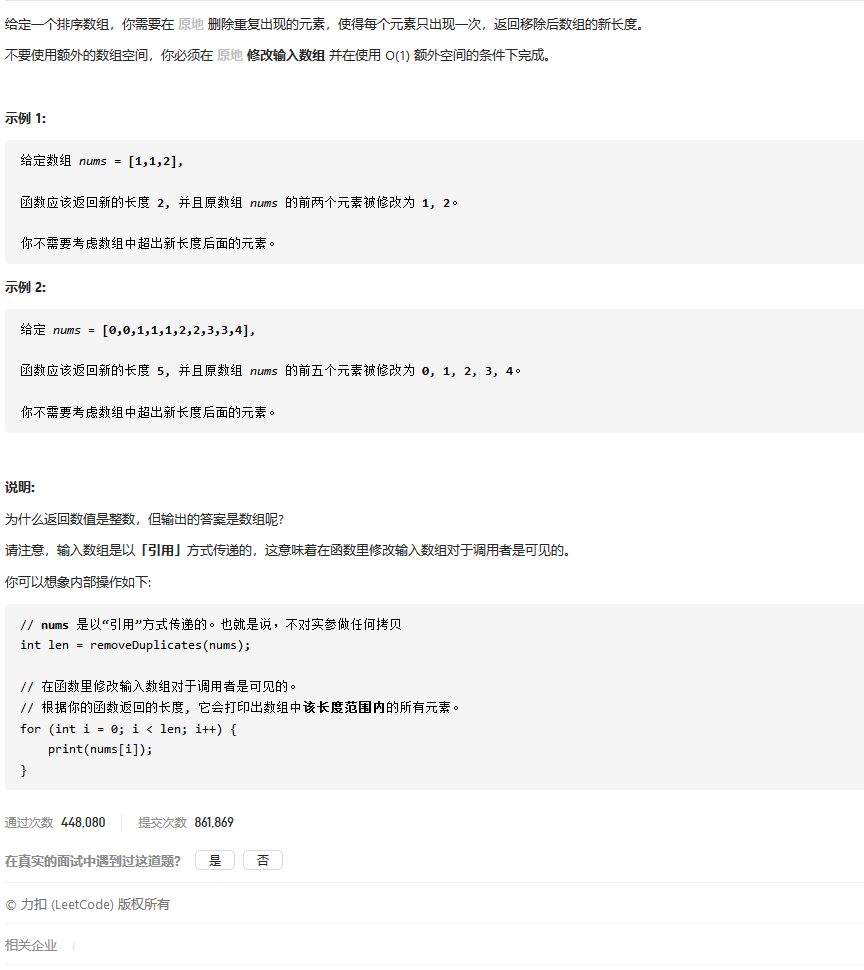 给定一个排序数组，你需要在 原地 删除重复出现的元素，使得每个元素只出现一次，返回移除后数组的新长度。
不要使用额外的数组空间，你必须在 原地 修改输入数组 并在使用 O(1) 额外空间的条件下完成。
示例 1:
给定数组 nums = [1,1,2],
函数应该返回新的长度 2, 并且原数组 nums 的前两个元素被修改为 1, 2。
你不需要考虑数组中超出新长度后面的元素。
示例 2:
给定 nums = [0,0,1,1,1,2,2,3,3,4],
函数应该返回新的长度 5, 并且原数组 nums 的前五个元素被修改为 0, 1, 2, 3, 4。
你不需要考虑数组中超出新长度后面的元素。
说明:
为什么返回数值是整数，但输出的答案是数组呢?
请注意，输入数组是以「引用」方式传递的，这意味着在函数里修改输入数组对于调用者是可见的。
你可以想象内部操作如下:
// nums 是以“引用”方式传递的。也就是说，不对实参做任何拷贝
int len = removeDuplicates(nums);
// 在函数里修改输入数组对于调用者是可见的。
// 根据你的函数返回的长度, 它会打印出数组中该长度范围内的所有元素。
for (int i = 0; i < len; i++) {
    print(nums[i]);
}
通过次数 448,080 提交次数 861,869
在真实的面试中遇到过这道题? 是 否
© 力扣 (LeetCode) 版权所有
相关企业 i